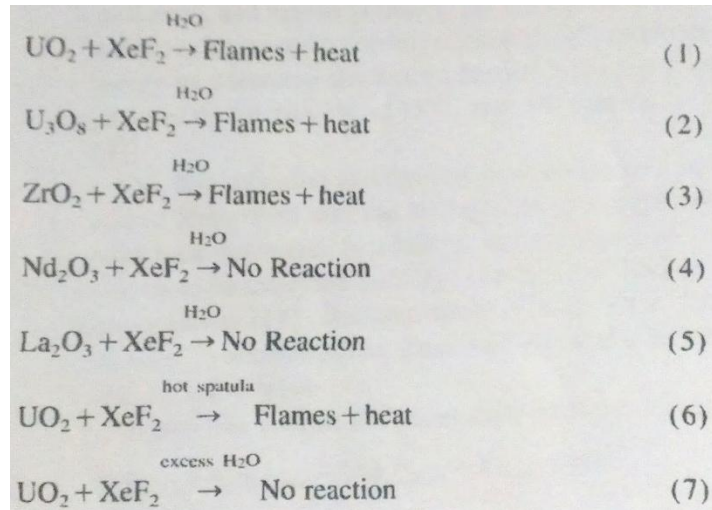 H₂O
UO₂ + XeF₂ → Flames + heat (1)
H₂O
U₃O₈ + XeF₂ → Flames + heat (2)
H₂O
ZrO₂ + XeF₂ → Flames + heat (3)
H₂O
Nd₂O₃ + XeF₂ → No Reaction (4)
H₂O
La₂O₃ + XeF₂ → No Reaction (5)
hot spatula
UO₂ + XeF₂ → Flames + heat (6)
excess H₂O
UO₂ + XeF₂ → No reaction (7)